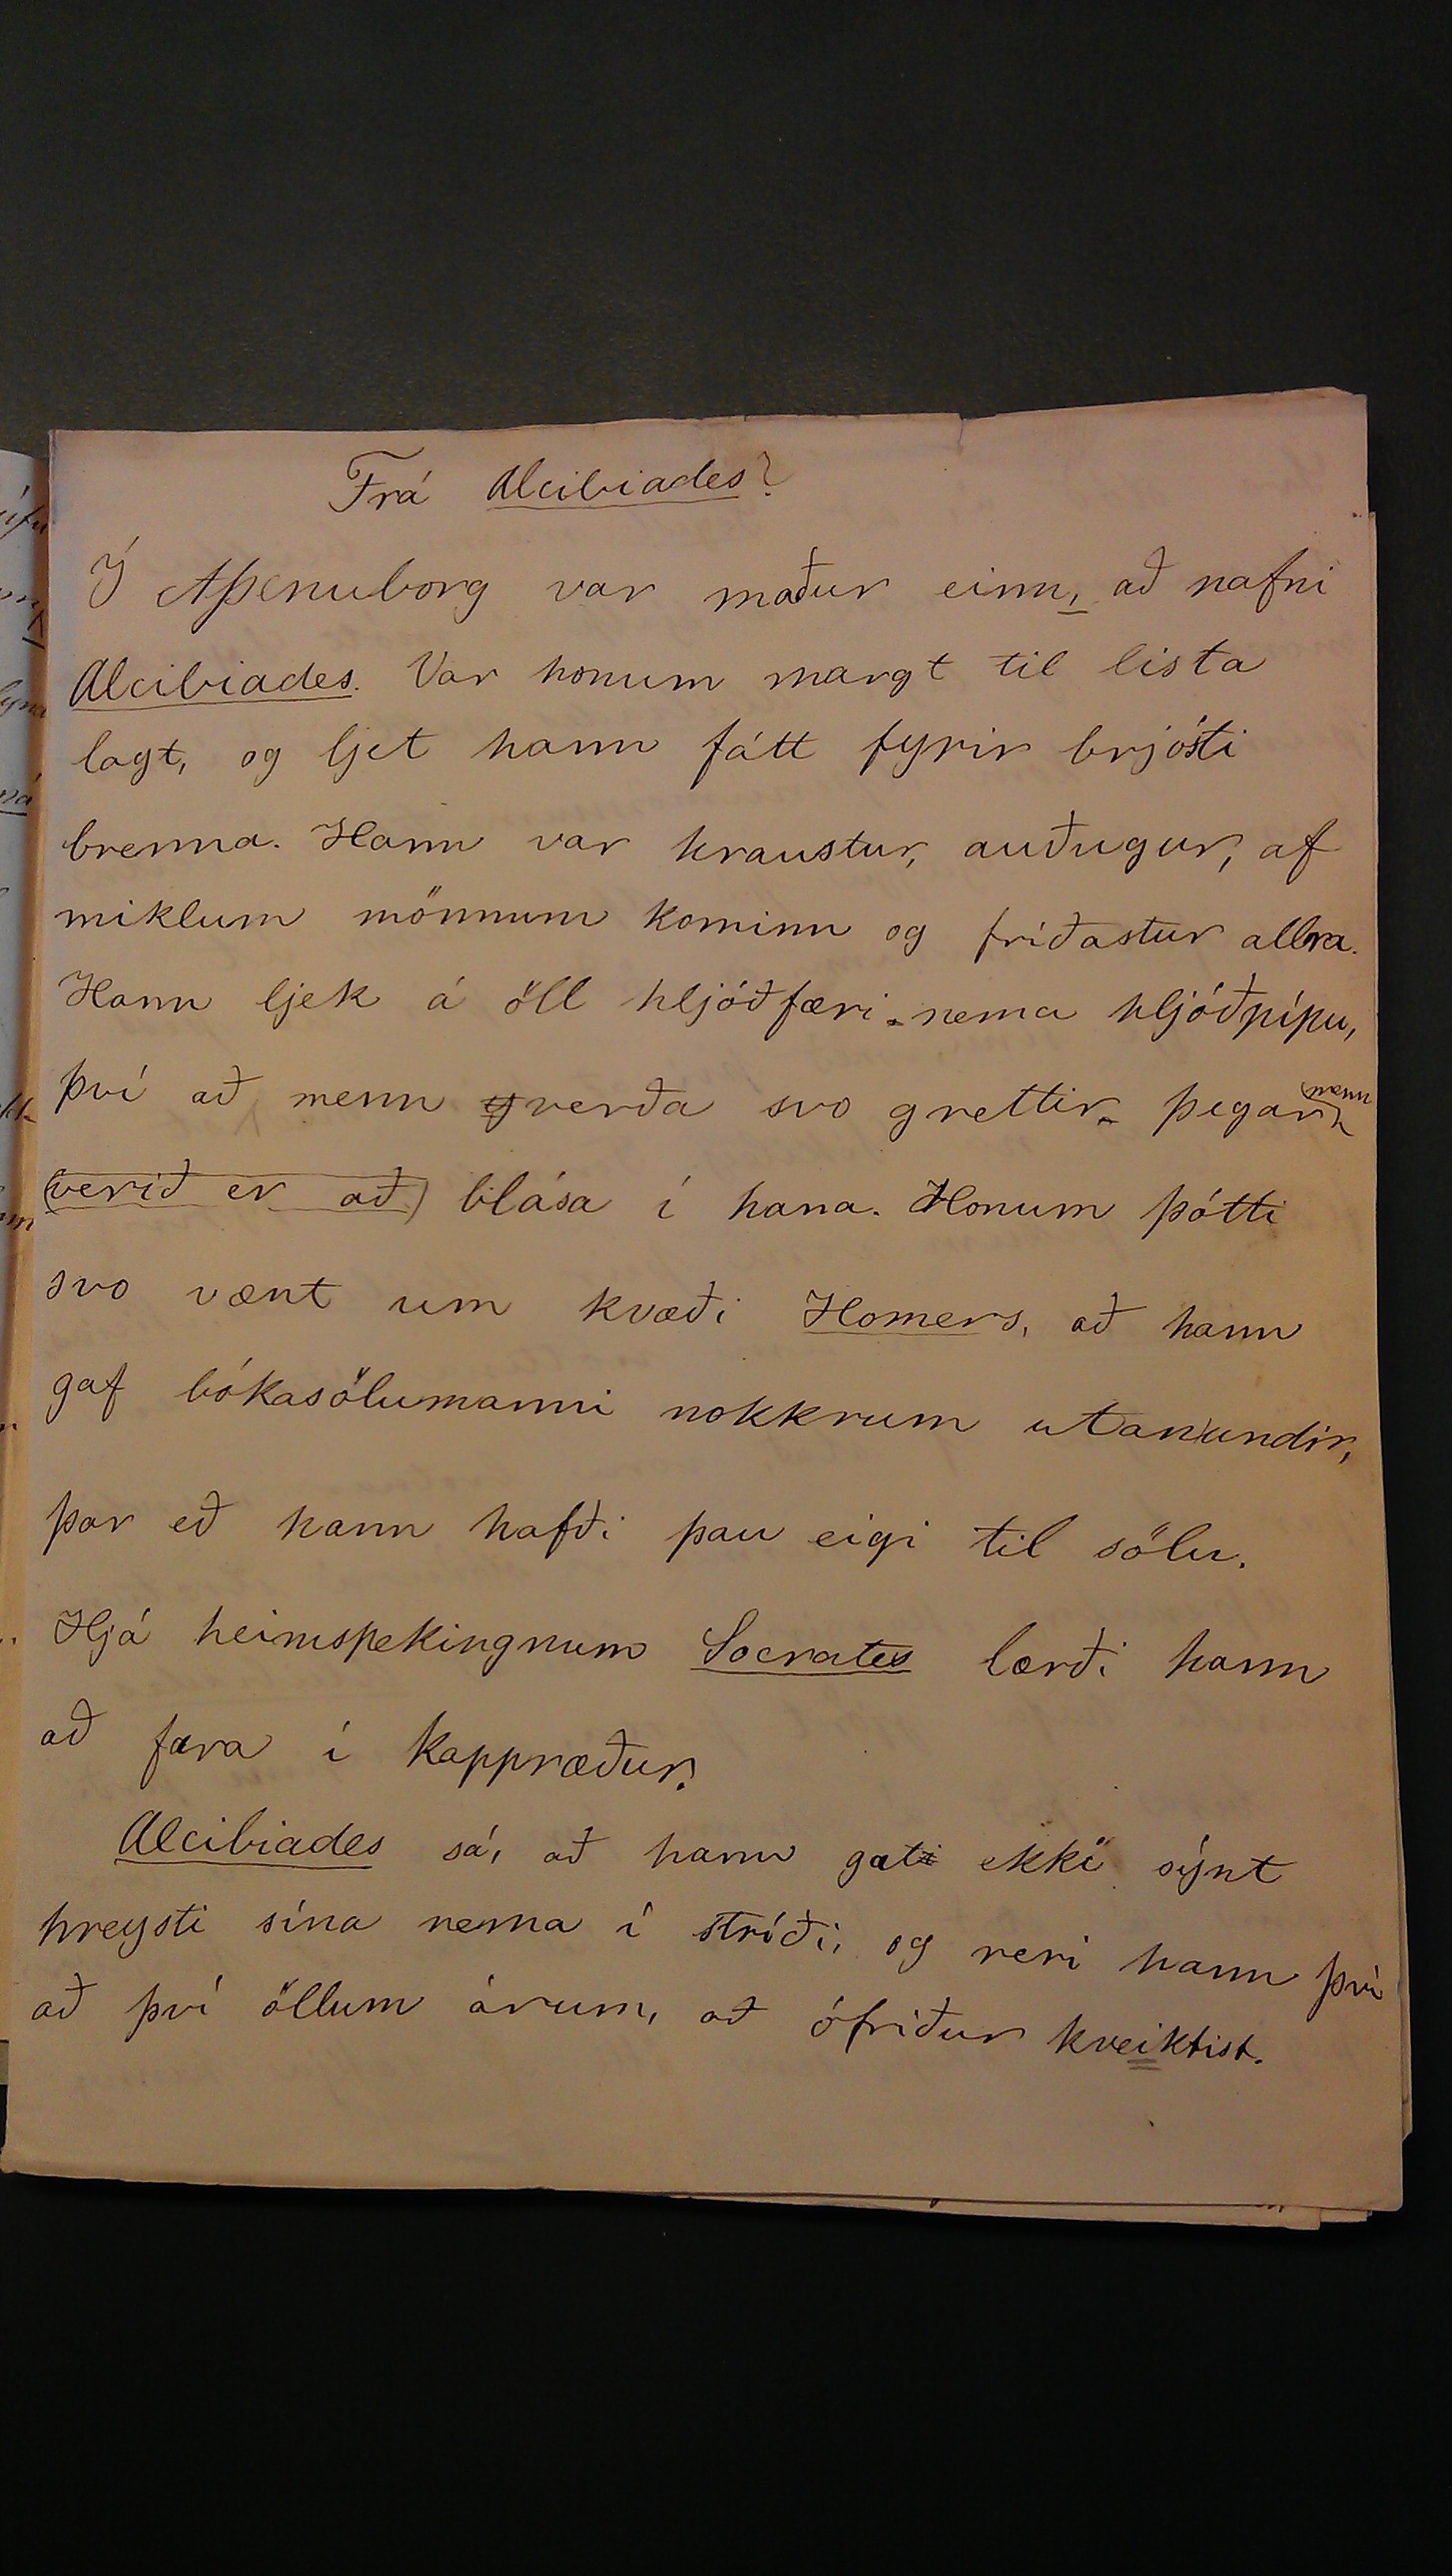 Frá Alcibiades?
Í Aþenuborg var maður einn, að nafni
Alcibiades. Var honum margt til lista
lagt, og ljet hann fátt fyrir brjósti
brenna. Hann var hraustur, auðugur, af
miklum mönnum kominn og fríðastur allra.
Hann ljek á öll hljóðfæri nema hljóðpípu,
því að menn verða svo grettir þegar menn
verið er að blása í hana. Honum þótti
svo vænt um kvæði Homers, að hann
gaf bókasölumanni nokkrum utanundir,
þar eð hann hafði þau eigi til sölu.
Hjá heimspekingnum Socrates lærði hann
að fara í kappræður.
Alcibiades sá, að hann gat ekki sýnt
hreysti sína nema í stríði, og reri hann því
að því öllum árum, að ófriður kveiktist.